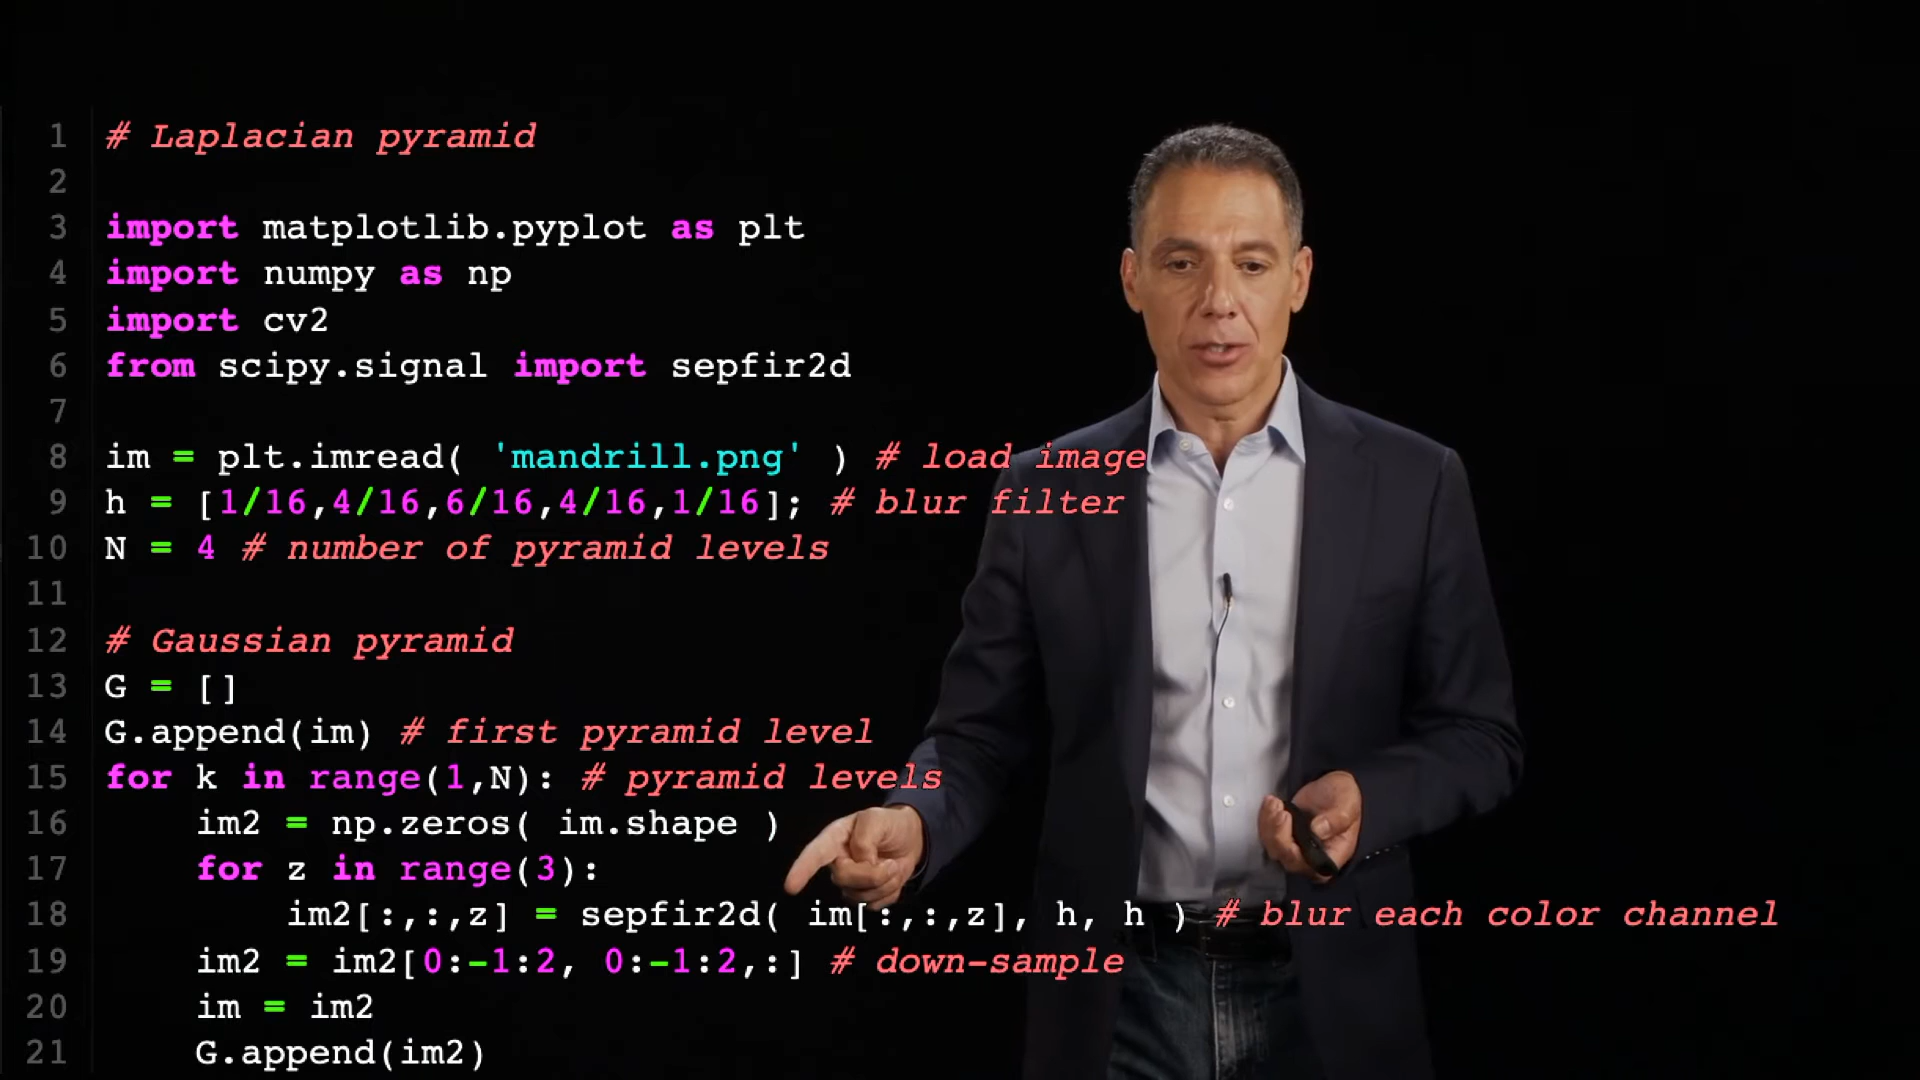 1 # Laplacian pyramid
2
3 import matplotlib.pyplot as plt
4 import numpy as np
5 import cv2
6 from scipy.signal import sepfir2d
7
8 im = plt.imread( 'mandrill.png' ) # load image
9 h = [1/16,4/16,6/16,4/16,1/16]; # blur filter
10 N = 4 # number of pyramid levels
11
12 # Gaussian pyramid
13 G = []
14 G.append(im) # first pyramid level
15 for k in range(1,N): # pyramid levels
16     im2 = np.zeros( im.shape )
17     for z in range(3):
18         im2[:,:,z] = sepfir2d( im[:,:,z], h, h ) # blur each color channel
19     im2 = im2[0:-1:2, 0:-1:2,:] # down-sample
20     im = im2
21     G.append(im2)